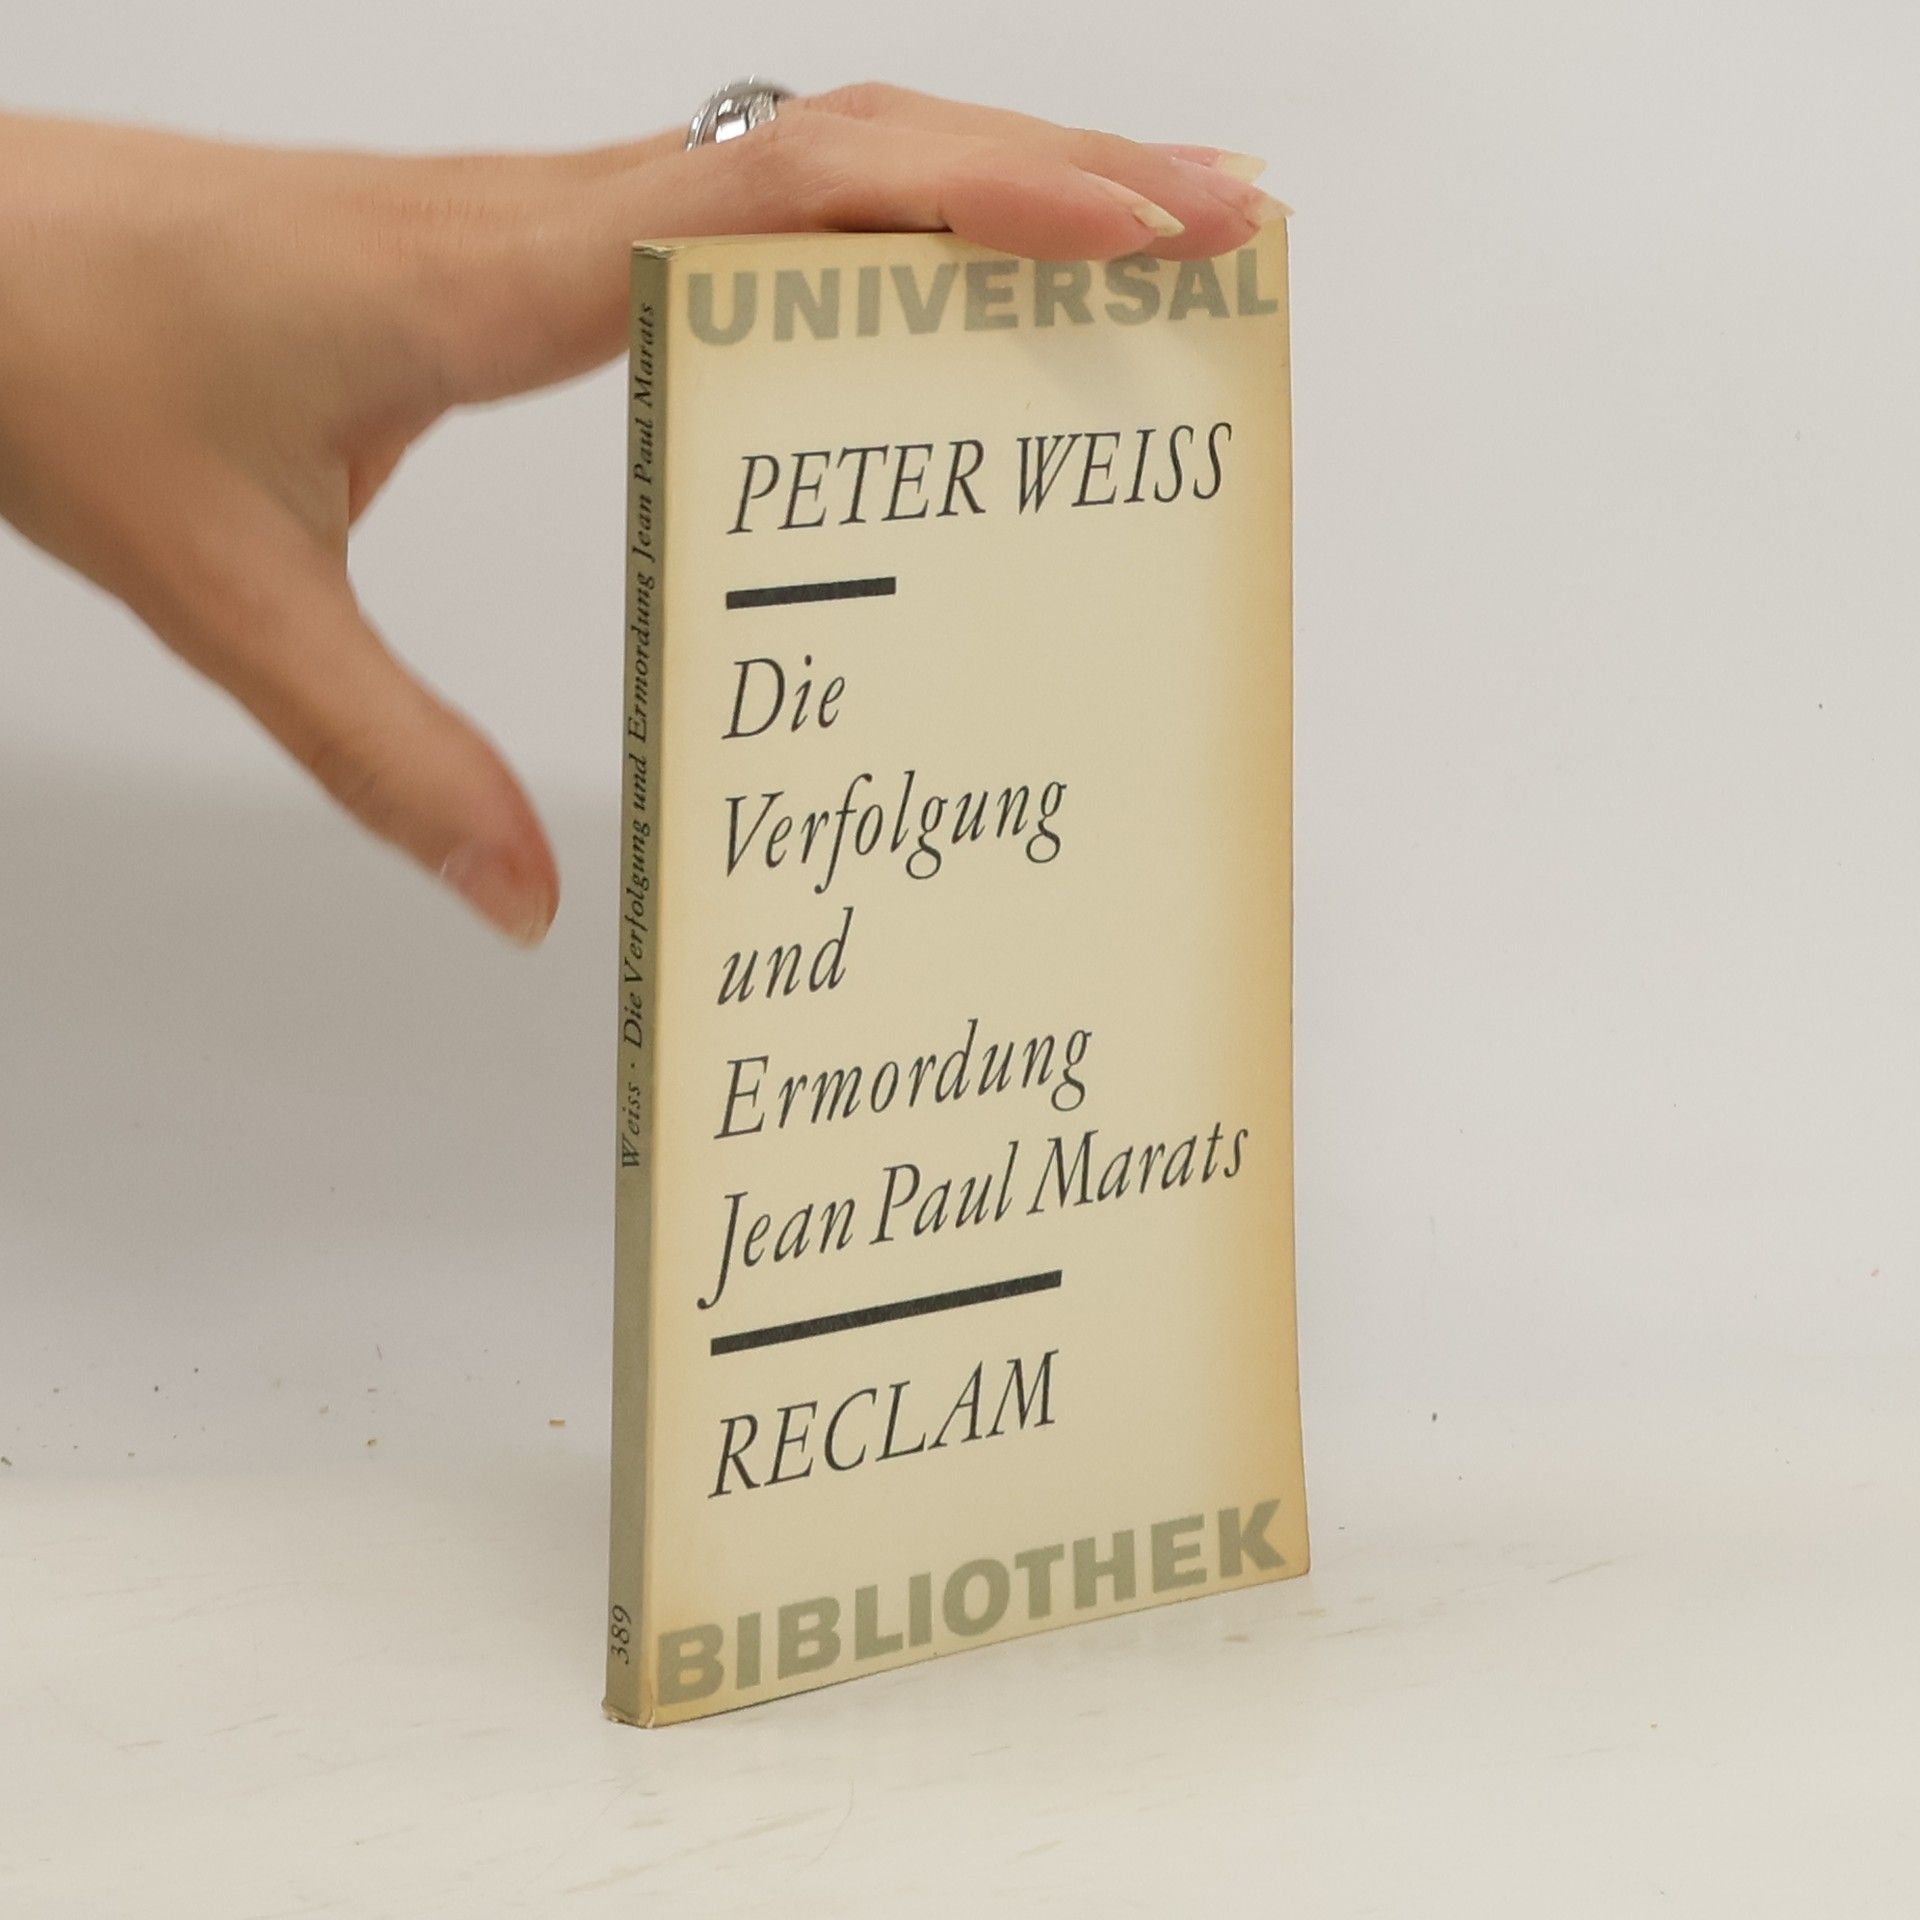 UNIVERSAL
PETER WEISS
Die
Verfolgung
und
Ermordung
Jean Paul Marats
RECLAM
BIBLIOTHEK
Weiss · Die Verfolgung und Ermordung Jean Paul Marats
389